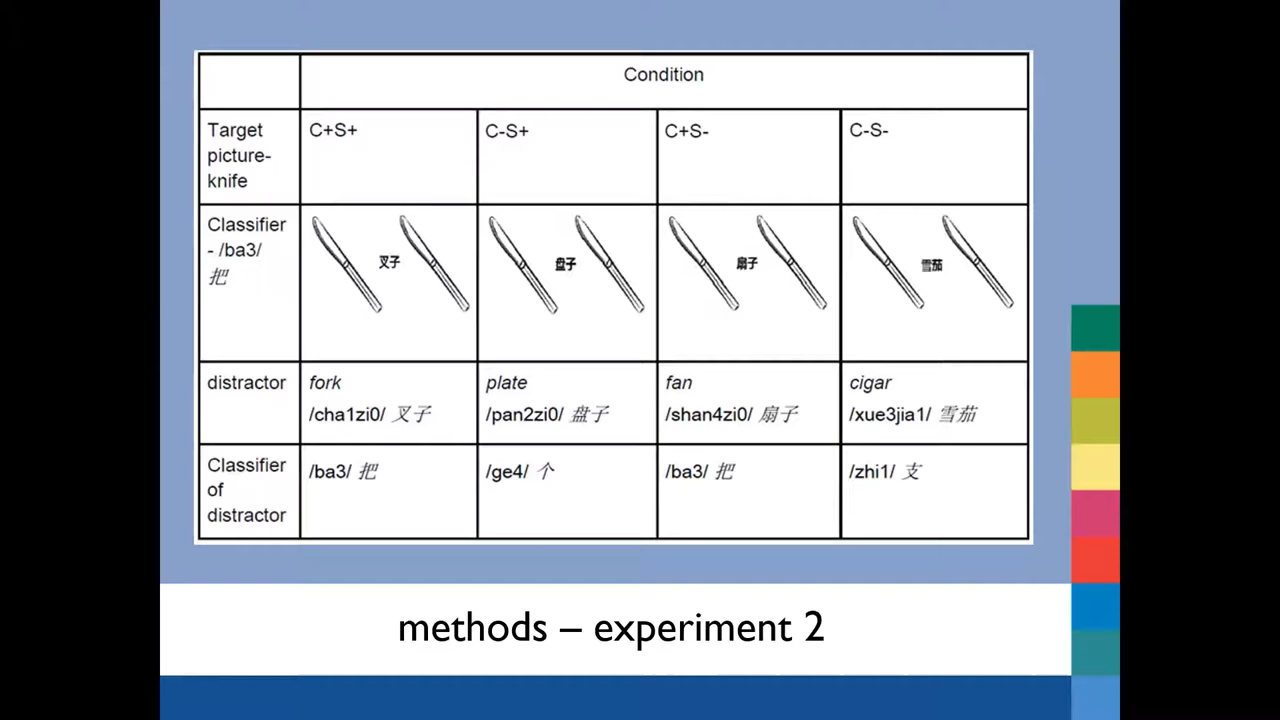 Condition
Target picture-knife C+S+ C-S+ C+S- C-S-
Classifier - /ba3/ 把 叉子 盘子 扇子 雪茄
distractor fork plate fan cigar
/cha1zi0/ 叉子 /pan2zi0/ 盘子 /shan4zi0/ 扇子 /xue3jia1/ 雪茄
Classifier of distractor /ba3/ 把 /ge4/ 个 /ba3/ 把 /zhi1/ 支
methods – experiment 2